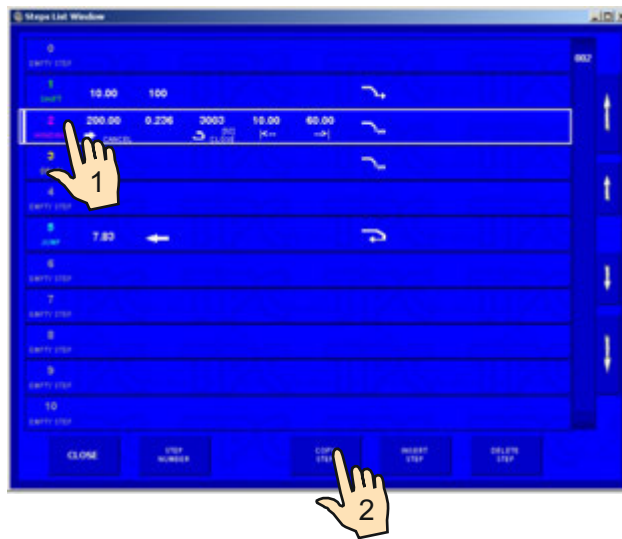 Steps List Window
0
EMPTY STEP
002
1
SHIFT 10.00 100
2 200.00 0.236 3003 10.00 60.00
CANCEL CLOSE
3
4
EMPTY STEP
5
JUMP 7.83
6
EMPTY STEP
7
EMPTY STEP
8
EMPTY STEP
9
EMPTY STEP
10
EMPTY STEP
CLOSE STEP NUMBER COPY STEP INSERT STEP DELETE STEP
1
2